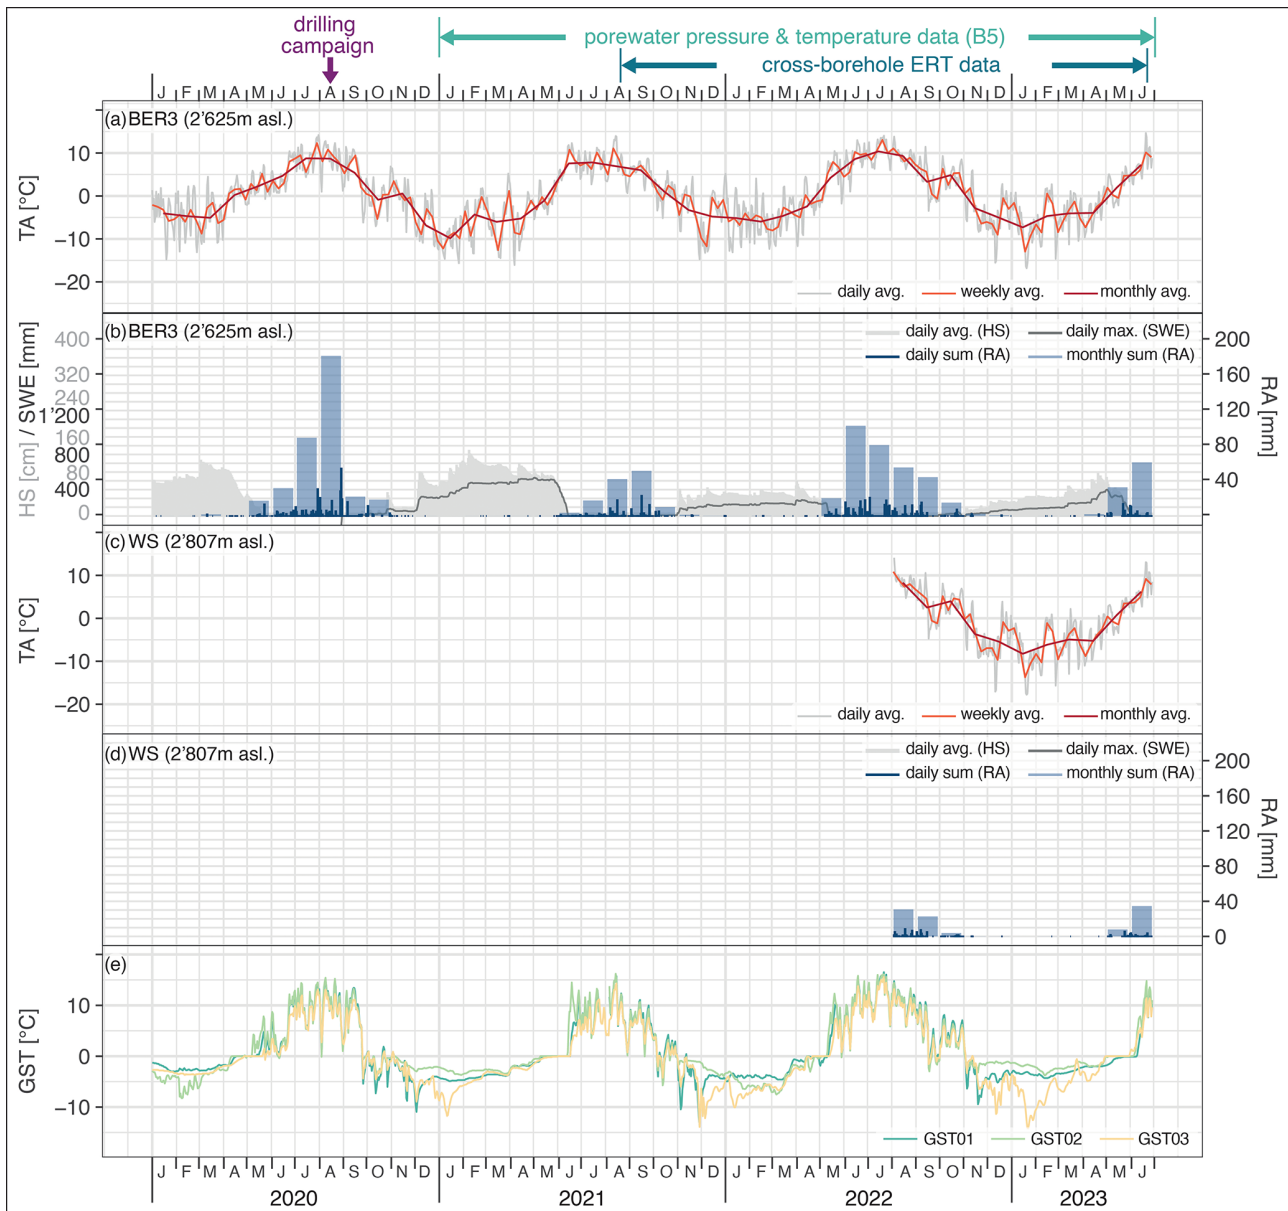 drilling
campaign
porewater pressure & temperature data (B5)
cross-borehole ERT data
J F M A M J J A S O N D J F M A M J J A S O N D J F M A M J J A S O N D J F M A M J
(a) BER3 (2’625m asl.)
TA [°C]
10
0
−10
−20
daily avg. weekly avg. monthly avg.
(b) BER3 (2’625m asl.)
HS [cm] / SWE [mm]
400
320
240
1’200
160
800
80
400
0
daily avg. (HS) daily max. (SWE)
daily sum (RA) monthly sum (RA)
200
160
120
80
40
0
RA [mm]
(c) WS (2’807m asl.)
TA [°C]
10
0
−10
−20
daily avg. weekly avg. monthly avg.
(d) WS (2’807m asl.)
daily avg. (HS) daily max. (SWE)
daily sum (RA) monthly sum (RA)
200
160
120
80
40
0
RA [mm]
(e)
GST [°C]
10
0
−10
GST01 GST02 GST03
J F M A M J J A S O N D J F M A M J J A S O N D J F M A M J J A S O N D J F M A M J
2020 2021 2022 2023